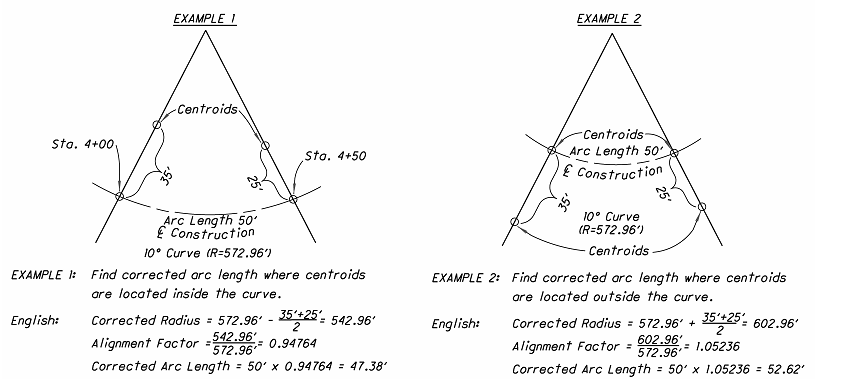 EXAMPLE 1
Centroids
Sta. 4+00
Sta. 4+50
35'
25'
Arc Length 50'
℄ Construction
10° Curve (R=572.96')
EXAMPLE 1: Find corrected arc length where centroids
are located inside the curve.
English: Corrected Radius = 572.96' - 35'+25'/2 = 542.96'
Alignment Factor = 542.96'/572.96' = 0.94764
Corrected Arc Length = 50' x 0.94764 = 47.38'
EXAMPLE 2
Centroids
Arc Length 50'
℄ Construction
35'
25'
10° Curve
(R=572.96')
Centroids
EXAMPLE 2: Find corrected arc length where centroids
are located outside the curve.
English: Corrected Radius = 572.96' + 35'+25'/2 = 602.96'
Alignment Factor = 602.96'/572.96' = 1.05236
Corrected Arc Length = 50' x 1.05236 = 52.62'